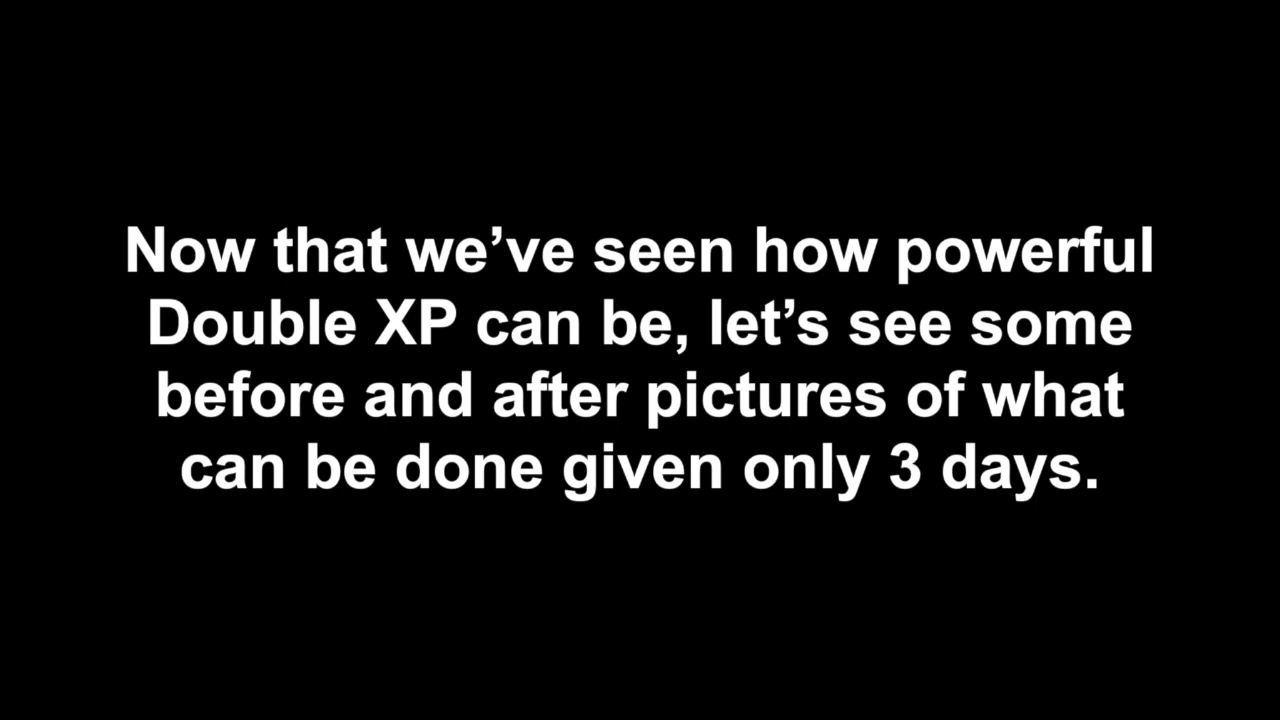 Now that we’ve seen how powerful
Double XP can be, let’s see some
before and after pictures of what
can be done given only 3 days.